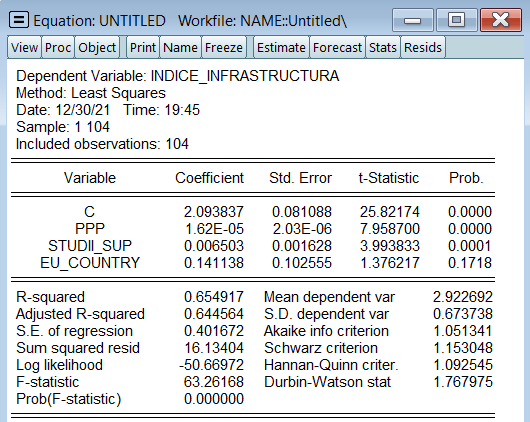 Equation: UNTITLED Workfile: NAME::Untitled\
View Proc Object Print Name Freeze Estimate Forecast Stats Resids
Dependent Variable: INDICE_INFRASTRUCTURA
Method: Least Squares
Date: 12/30/21 Time: 19:45
Sample: 1 104
Included observations: 104
Variable Coefficient Std. Error t-Statistic Prob.
C 2.093837 0.081088 25.82174 0.0000
PPP 1.62E-05 2.03E-06 7.958700 0.0000
STUDII_SUP 0.006503 0.001628 3.993833 0.0001
EU_COUNTRY 0.141138 0.102555 1.376217 0.1718
R-squared 0.654917 Mean dependent var 2.922692
Adjusted R-squared 0.644564 S.D. dependent var 0.673738
S.E. of regression 0.401672 Akaike info criterion 1.051341
Sum squared resid 16.13404 Schwarz criterion 1.153048
Log likelihood -50.66972 Hannan-Quinn criter. 1.092545
F-statistic 63.26168 Durbin-Watson stat 1.767975
Prob(F-statistic) 0.000000